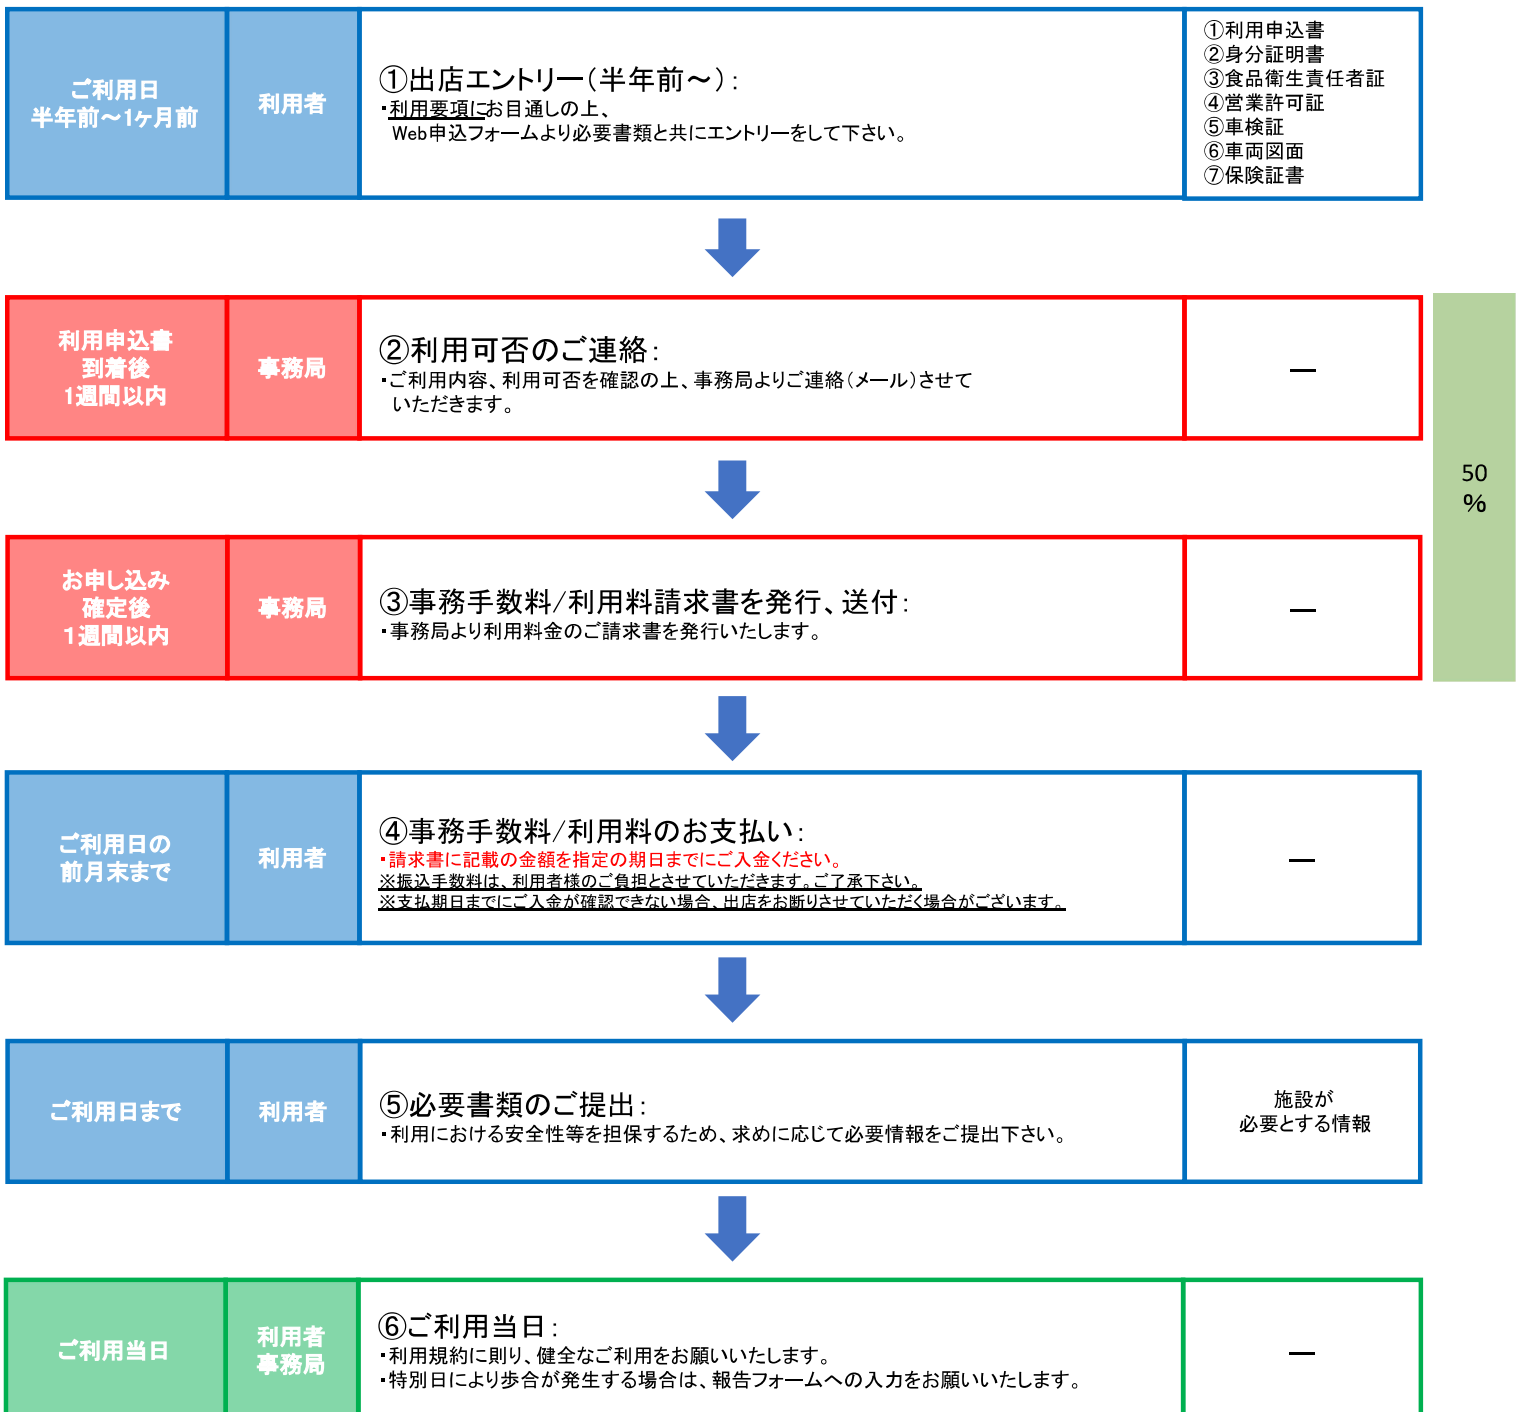 ご利用日
半年前～1ヶ月前
利用者
①出店エントリー（半年前～）：
・利用要項にお目通しの上、
Web申込フォームより必要書類と共にエントリーをして下さい。
①利用申込書
②身分証明書
③食品衛生責任者証
④営業許可証
⑤車検証
⑥車両図面
⑦保険証書
利用申込書
到着後
1週間以内
事務局
②利用可否のご連絡：
・ご利用内容、利用可否を確認の上、事務局よりご連絡（メール）させて
いただきます。
―
50
%
お申し込み
確定後
1週間以内
事務局
③事務手数料/利用料請求書を発行、送付：
・事務局より利用料金のご請求書を発行いたします。
―
ご利用日の
前月末まで
利用者
④事務手数料/利用料のお支払い：
・請求書に記載の金額を指定の期日までにご入金ください。
※振込手数料は、利用者様のご負担とさせていただきます。ご了承下さい。
※支払期日までにご入金が確認できない場合、出店をお断りさせていただく場合がございます。
―
ご利用日まで
利用者
⑤必要書類のご提出：
・利用における安全性等を担保するため、求めに応じて必要情報をご提出下さい。
施設が
必要とする情報
ご利用当日
利用者
事務局
⑥ご利用当日：
・利用規約に則り、健全なご利用をお願いいたします。
・特別日により歩合が発生する場合は、報告フォームへの入力をお願いいたします。
―